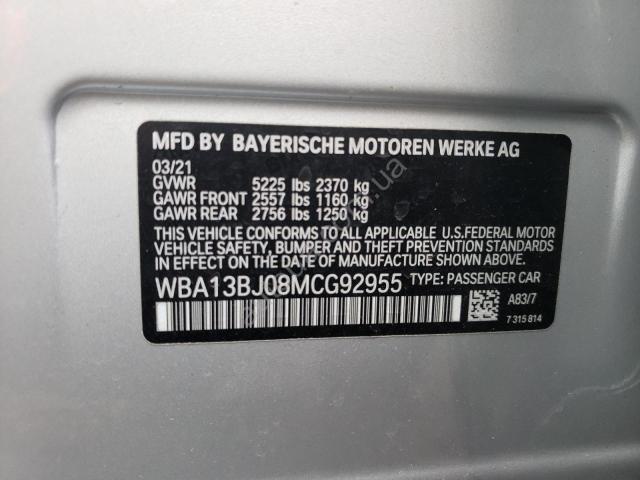 MFD BY BAYERISCHE MOTOREN WERKE AG
03/21
GVWR 5225 lbs 2370 kg
GAWR FRONT 2557 lbs 1160 kg
GAWR REAR 2756 lbs 1250 kg
THIS VEHICLE CONFORMS TO ALL APPLICABLE U.S.FEDERAL MOTOR
VEHICLE SAFETY, BUMPER AND THEFT PREVENTION STANDARDS
IN EFFECT ON THE DATE OF MANUFACTURE SHOWN ABOVE.
WBA13BJ08MCG92955 TYPE: PASSENGER CAR
A83/7
7 315 814